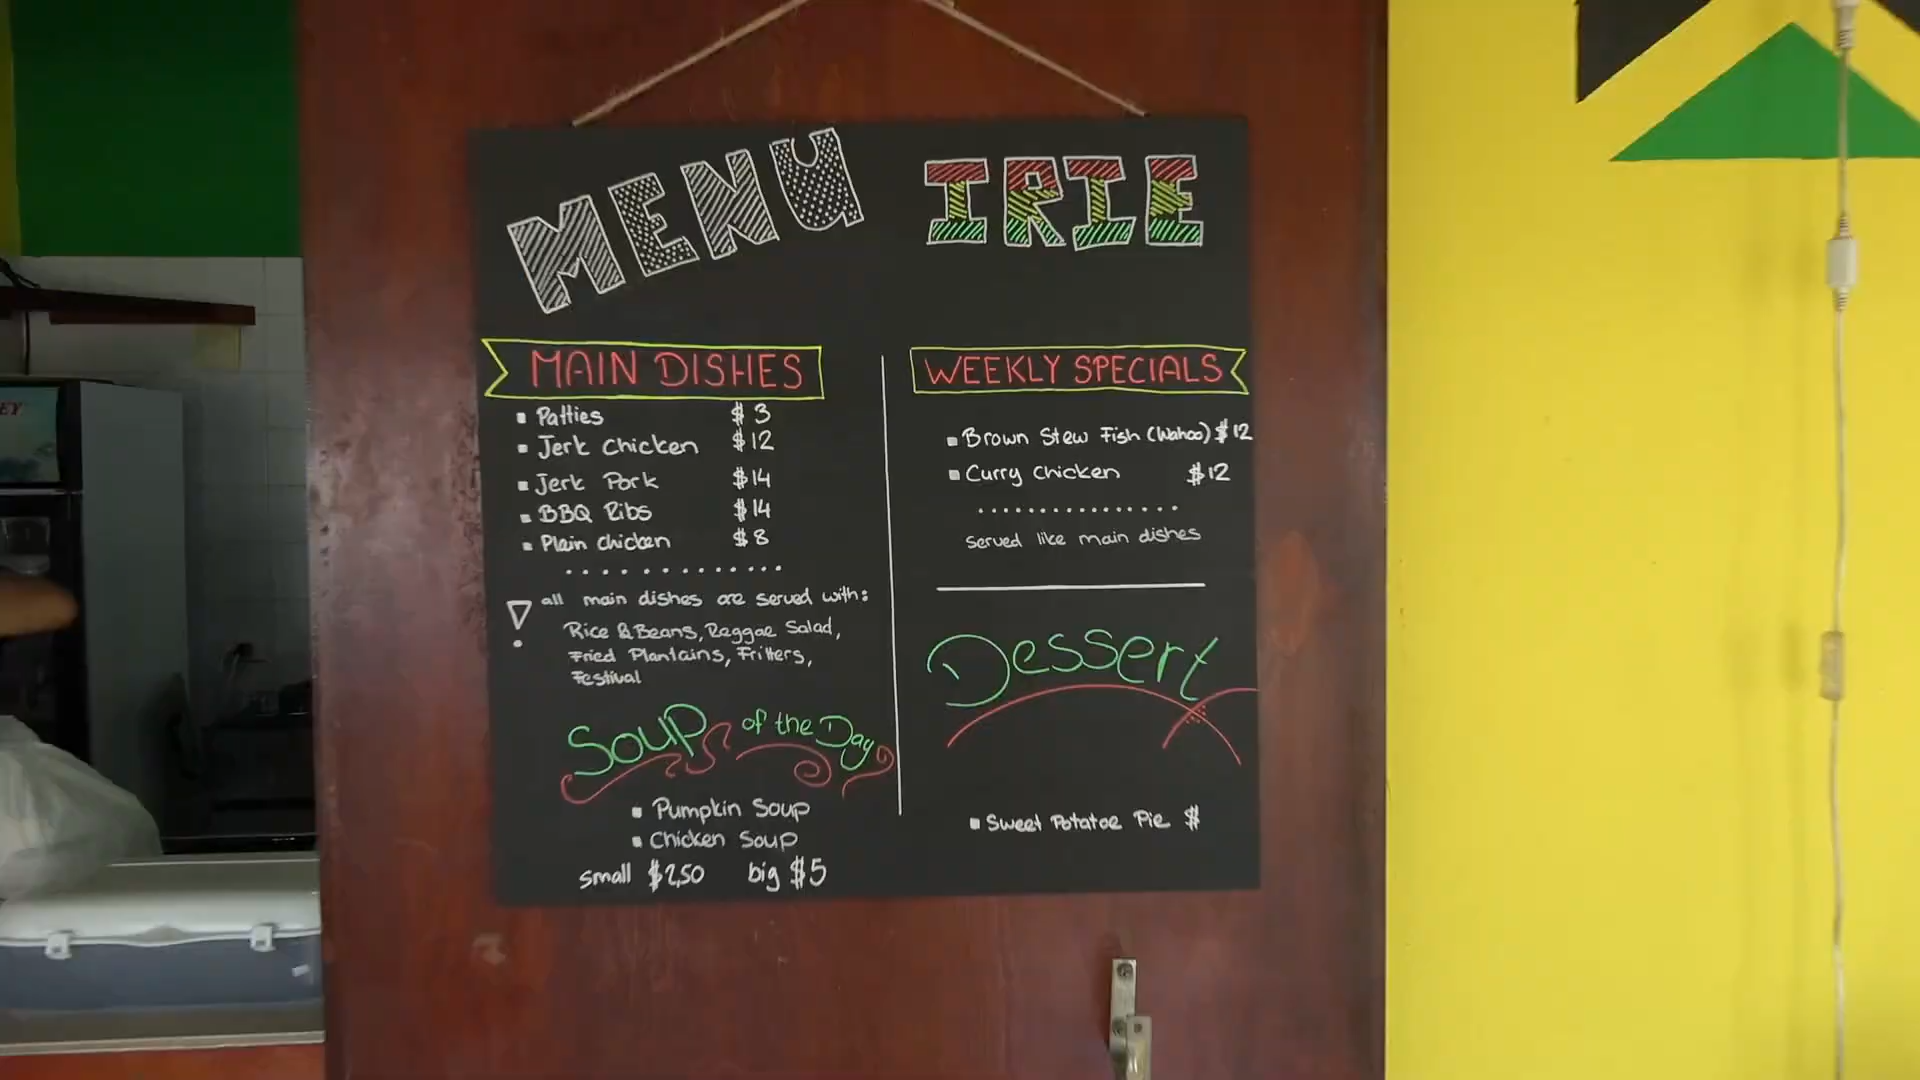 MENU
IRIE
MAIN DISHES
Patties $3
Jerk chicken $12
Jerk Pork $14
BBQ Ribs $14
Plain chicken $8
all main dishes are served with:
Rice & Beans, Reggae Salad,
Fried Plantains, Fritters,
Festival
Soup of the Day
Pumpkin Soup
Chicken Soup
small $2,50 big $5
WEEKLY SPECIALS
Brown Stew Fish (Wahoo) $12
Curry chicken $12
served like main dishes
Dessert
Sweet Potatoe Pie $